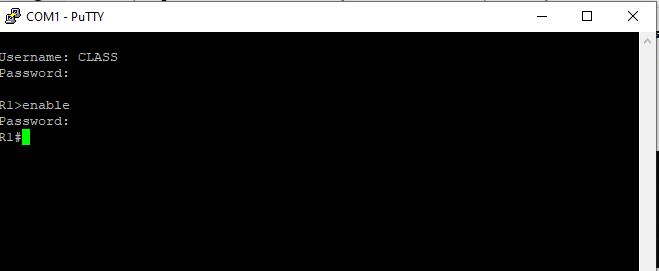 COM1 - PuTTY
Username: CLASS
Password:
R1>enable
Password:
R1#